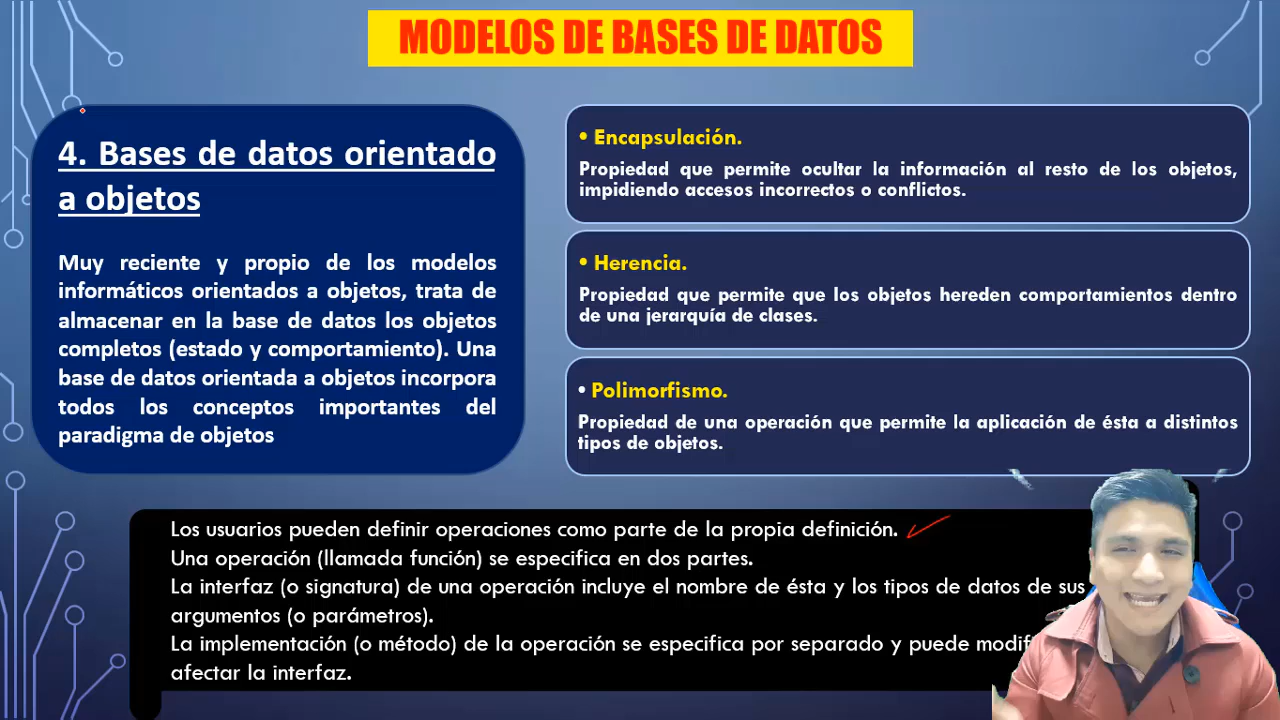 MODELOS DE BASES DE DATOS
4. Bases de datos orientado
a objetos
Muy reciente y propio de los modelos
informáticos orientados a objetos, trata de
almacenar en la base de datos los objetos
completos (estado y comportamiento). Una
base de datos orientada a objetos incorpora
todos los conceptos importantes del
paradigma de objetos
• Encapsulación.
Propiedad que permite ocultar la información al resto de los objetos,
impidiendo accesos incorrectos o conflictos.
• Herencia.
Propiedad que permite que los objetos hereden comportamientos dentro
de una jerarquía de clases.
• Polimorfismo.
Propiedad de una operación que permite la aplicación de ésta a distintos
tipos de objetos.
Los usuarios pueden definir operaciones como parte de la propia definición.
Una operación (llamada función) se especifica en dos partes.
La interfaz (o signatura) de una operación incluye el nombre de ésta y los tipos de datos de sus
argumentos (o parámetros).
La implementación (o método) de la operación se especifica por separado y puede
afectar la interfaz.